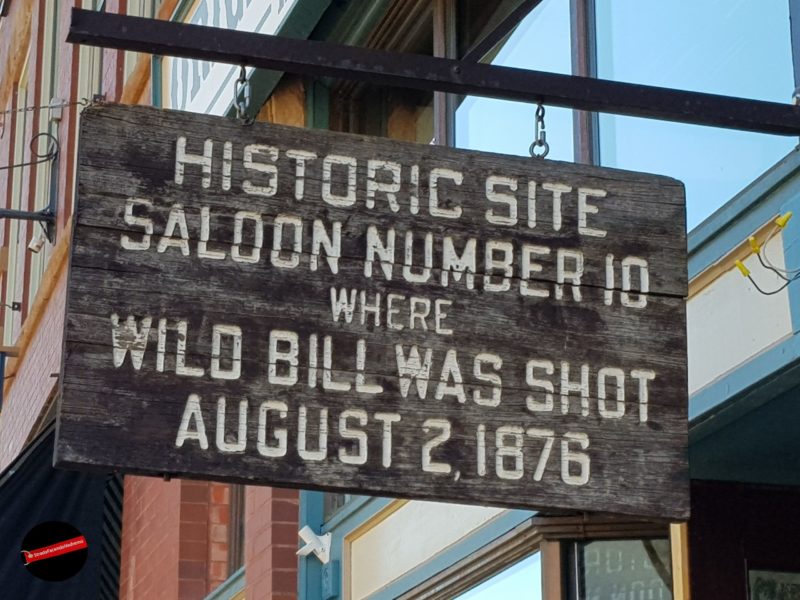 HISTORIC SITE
SALOON NUMBER 10
WHERE
WILD BILL WAS SHOT
AUGUST 2, 1876